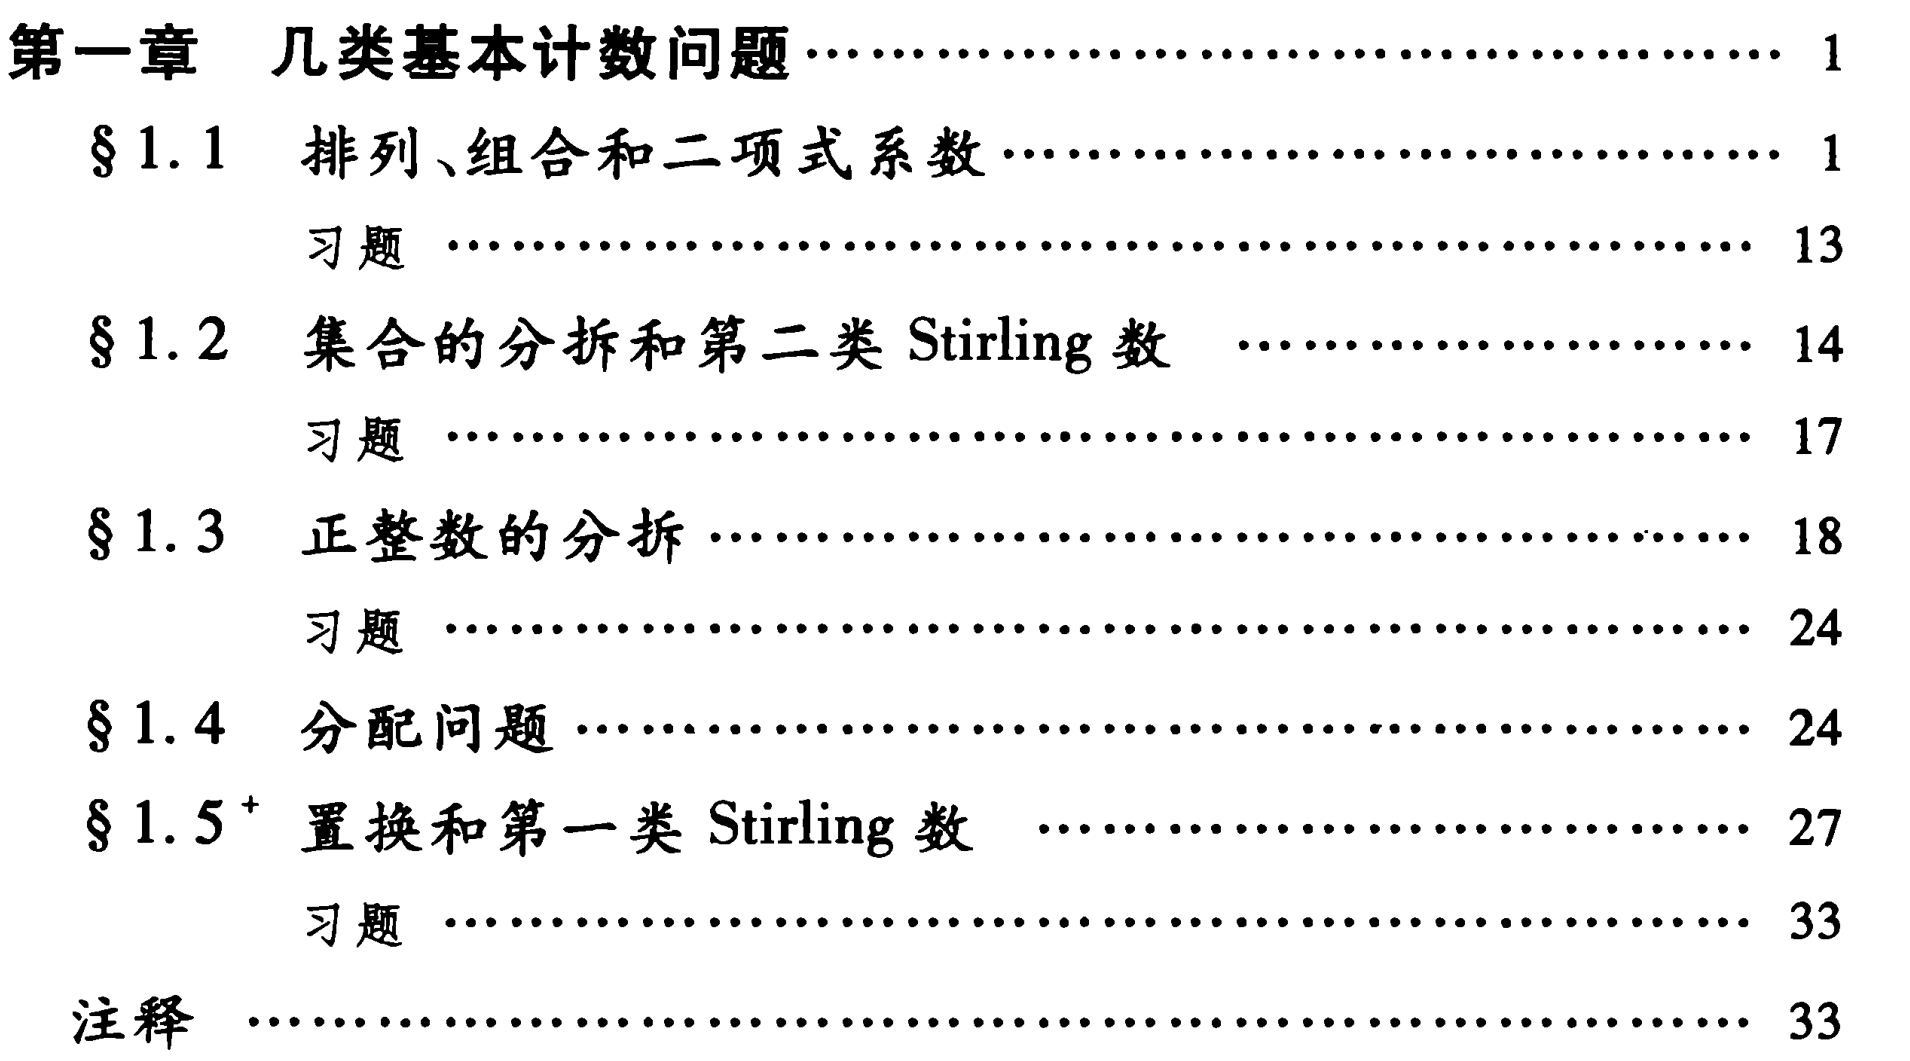 第一章 几类基本计数问题 …………………………………… 1
§1.1 排列、组合和二项式系数 …………………………… 1
习题 ………………………………………………… 13
§1.2 集合的分拆和第二类 Stirling 数 ………………… 14
习题 ………………………………………………… 17
§1.3 正整数的分拆 ……………………………………… 18
习题 ………………………………………………… 24
§1.4 分配问题 …………………………………………… 24
§1.5⁺ 置换和第一类 Stirling 数 ………………………… 27
习题 ………………………………………………… 33
注释 ………………………………………………………… 33